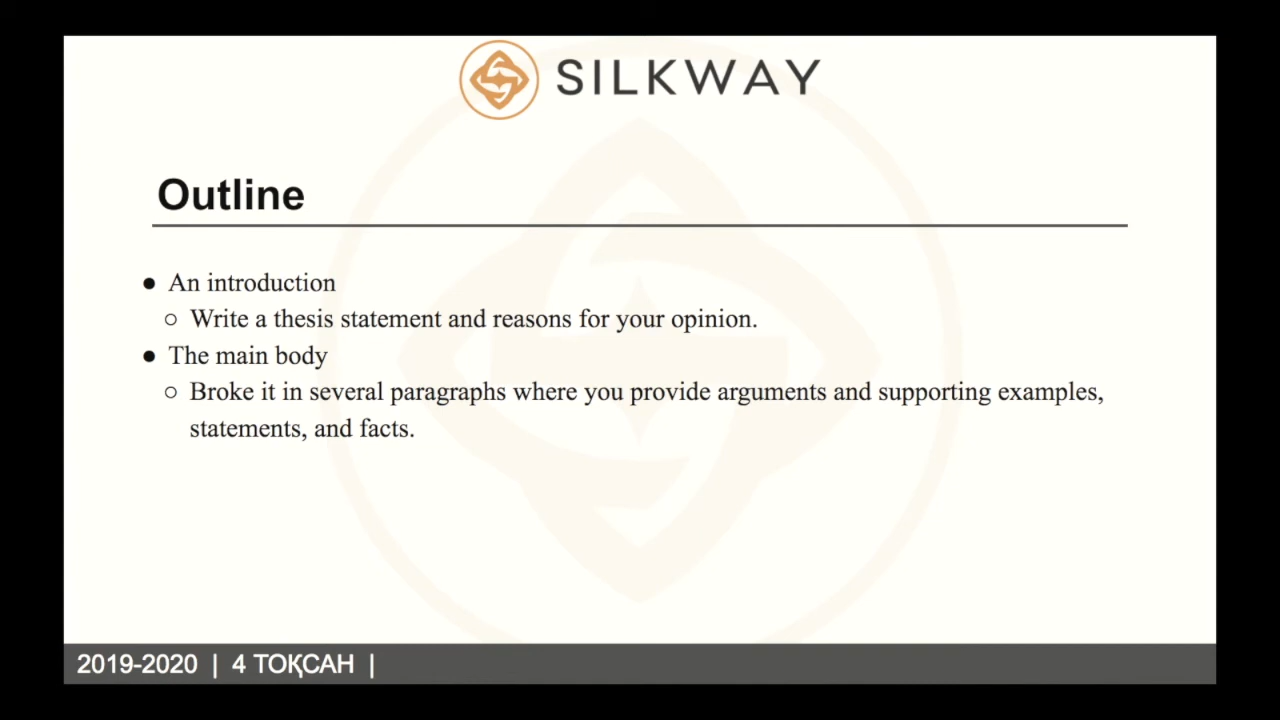 SILKWAY
Outline
● An introduction
○ Write a thesis statement and reasons for your opinion.
● The main body
○ Broke it in several paragraphs where you provide arguments and supporting examples,
statements, and facts.
2019-2020 | 4 ТОҚСАН |